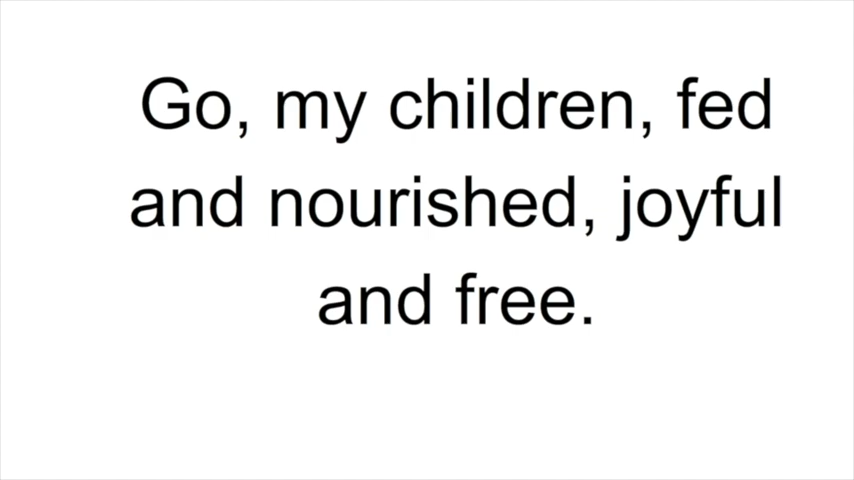 Go, my children, fed
and nourished, joyful
and free.